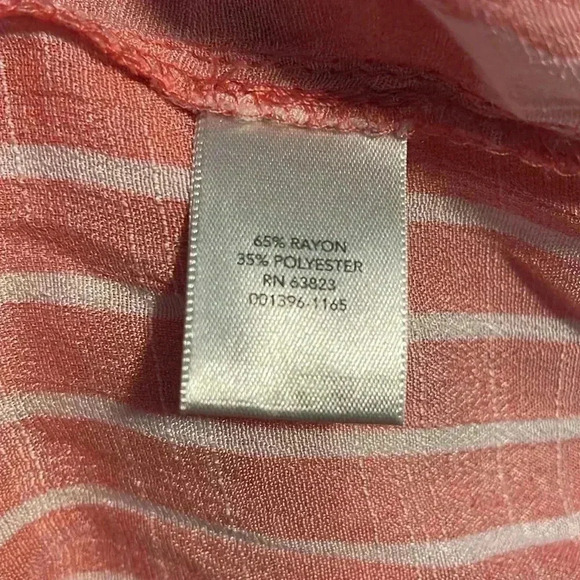 65% RAYON
35% POLYESTER
RN 63823
001396-1165